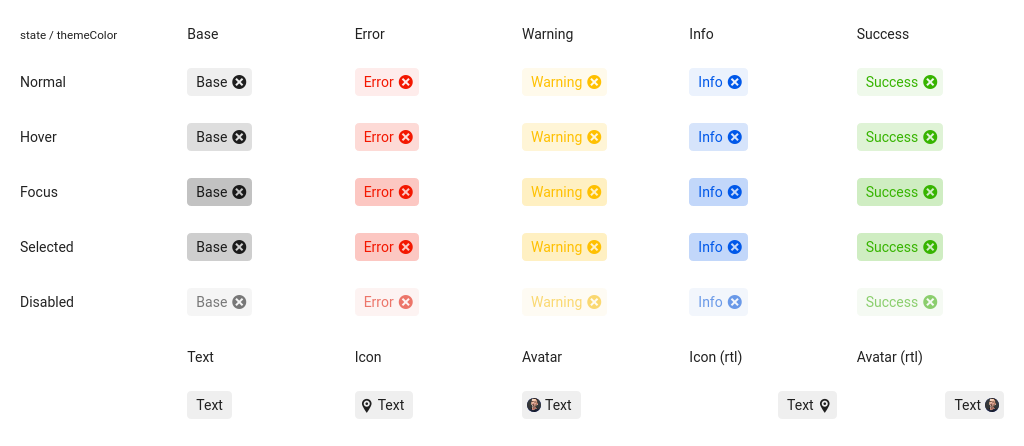 state / themeColor Base Error Warning Info Success
Normal Base Error Warning Info Success
Hover Base Error Warning Info Success
Focus Base Error Warning Info Success
Selected Base Error Warning Info Success
Disabled Base Error Warning Info Success
Text Icon Avatar Icon (rtl) Avatar (rtl)
Text Text Text Text Text